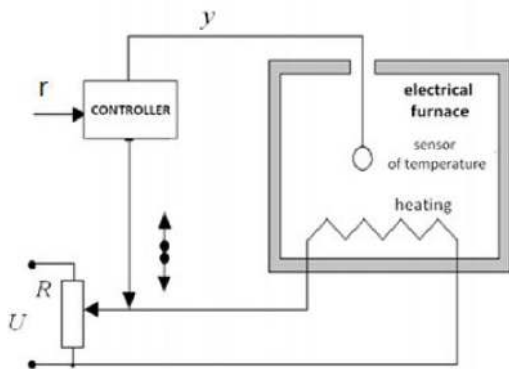 y
r
CONTROLLER
electrical
furnace
sensor
of temperature
heating
R
U